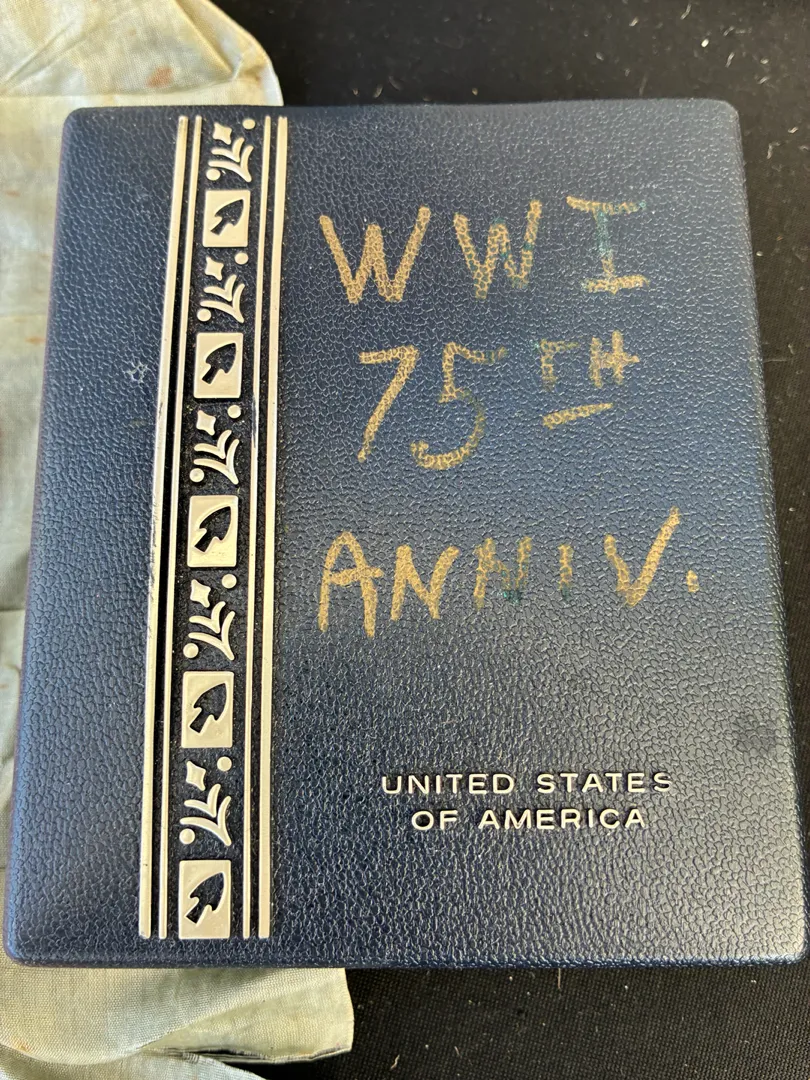 WWI
75TH
ANNIV.
UNITED STATES
OF AMERICA